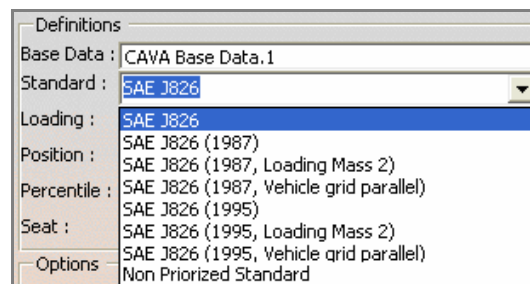 Definitions
Base Data : CAVA Base Data.1
Standard : SAE J826
Loading : SAE J826
SAE J826 (1987)
Position : SAE J826 (1987, Loading Mass 2)
Percentile : SAE J826 (1987, Vehicle grid parallel)
SAE J826 (1995)
Seat : SAE J826 (1995, Loading Mass 2)
SAE J826 (1995, Vehicle grid parallel)
Options Non Priorized Standard